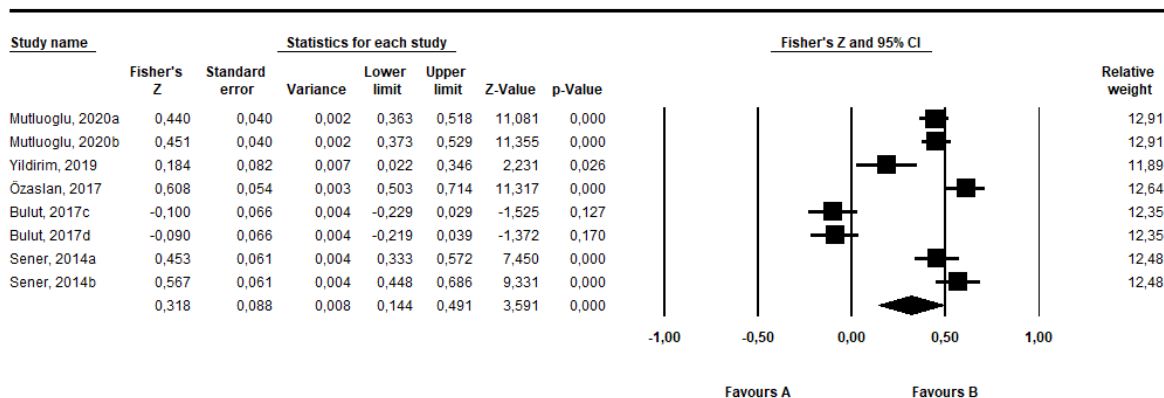 Study name Statistics for each study Fisher's Z and 95% CI
Fisher's Z Standard error Variance Lower limit Upper limit Z-Value p-Value Relative weight
Mutluoglu, 2020a 0,440 0,040 0,002 0,363 0,518 11,081 0,000 12,91
Mutluoglu, 2020b 0,451 0,040 0,002 0,373 0,529 11,355 0,000 12,91
Yildirim, 2019 0,184 0,082 0,007 0,022 0,346 2,231 0,026 11,89
Özaslan, 2017 0,608 0,054 0,003 0,503 0,714 11,317 0,000 12,64
Bulut, 2017c -0,100 0,066 0,004 -0,229 0,029 -1,525 0,127 12,35
Bulut, 2017d -0,090 0,066 0,004 -0,219 0,039 -1,372 0,170 12,35
Sener, 2014a 0,453 0,061 0,004 0,333 0,572 7,450 0,000 12,48
Sener, 2014b 0,567 0,061 0,004 0,448 0,686 9,331 0,000 12,48
0,318 0,088 0,008 0,144 0,491 3,591 0,000
-1,00 -0,50 0,00 0,50 1,00
Favours A Favours B